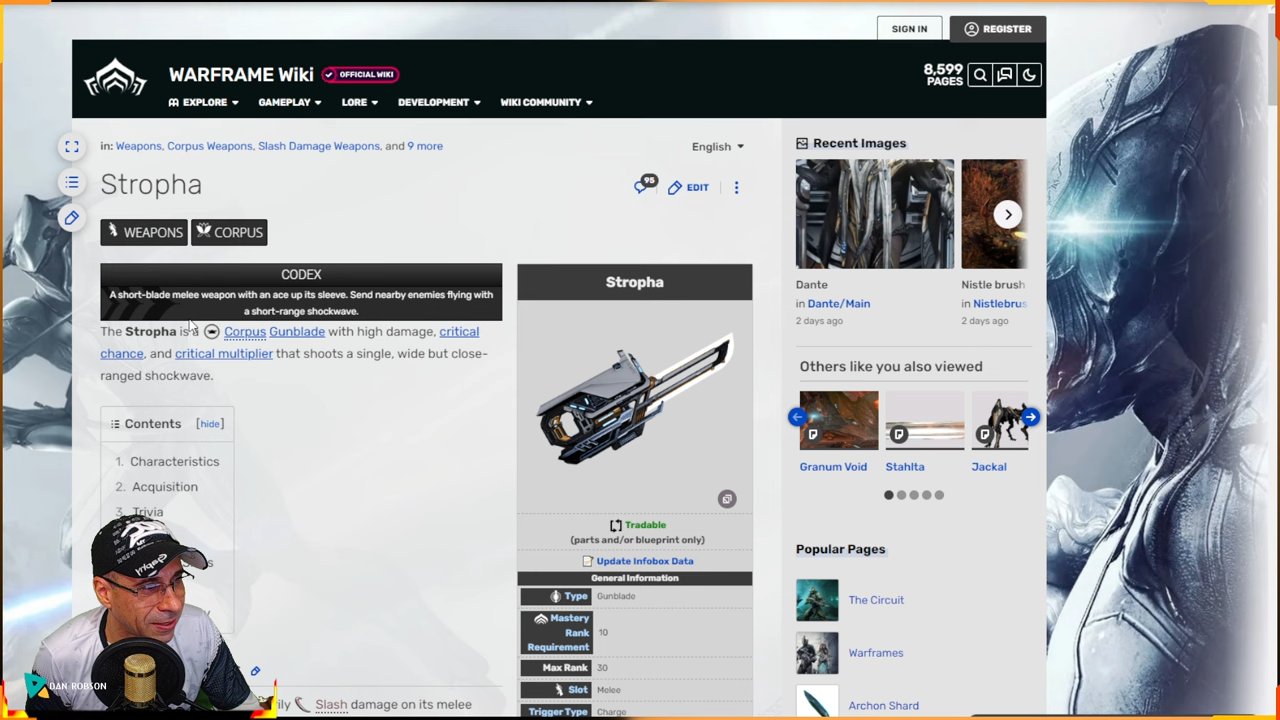 SIGN IN
REGISTER
WARFRAME Wiki
OFFICIAL WIKI
8,599
PAGES
EXPLORE
GAMEPLAY
LORE
DEVELOPMENT
WIKI COMMUNITY
in: Weapons, Corpus Weapons, Slash Damage Weapons, and 9 more
English
Stropha
95
EDIT
WEAPONS
CORPUS
CODEX
A short-blade melee weapon with an ace up its sleeve. Send nearby enemies flying with
a short-range shockwave.
The Stropha is a Corpus Gunblade with high damage, critical
chance, and critical multiplier that shoots a single, wide but close-
ranged shockwave.
Contents [hide]
1. Characteristics
2. Acquisition
3. Trivia
Slash damage on its melee
DAN ROBSON
Stropha
Tradable
(parts and/or blueprint only)
Update Infobox Data
General Information
Type Gunblade
Mastery
Rank
Requirement
10
Max Rank 30
Slot Melee
Trigger Type Charge
Recent Images
Dante
in Dante/Main
2 days ago
Nistle brush
in Nistlebrus
2 days ago
Others like you also viewed
Granum Void
Stahlta
Jackal
Popular Pages
The Circuit
Warframes
Archon Shard